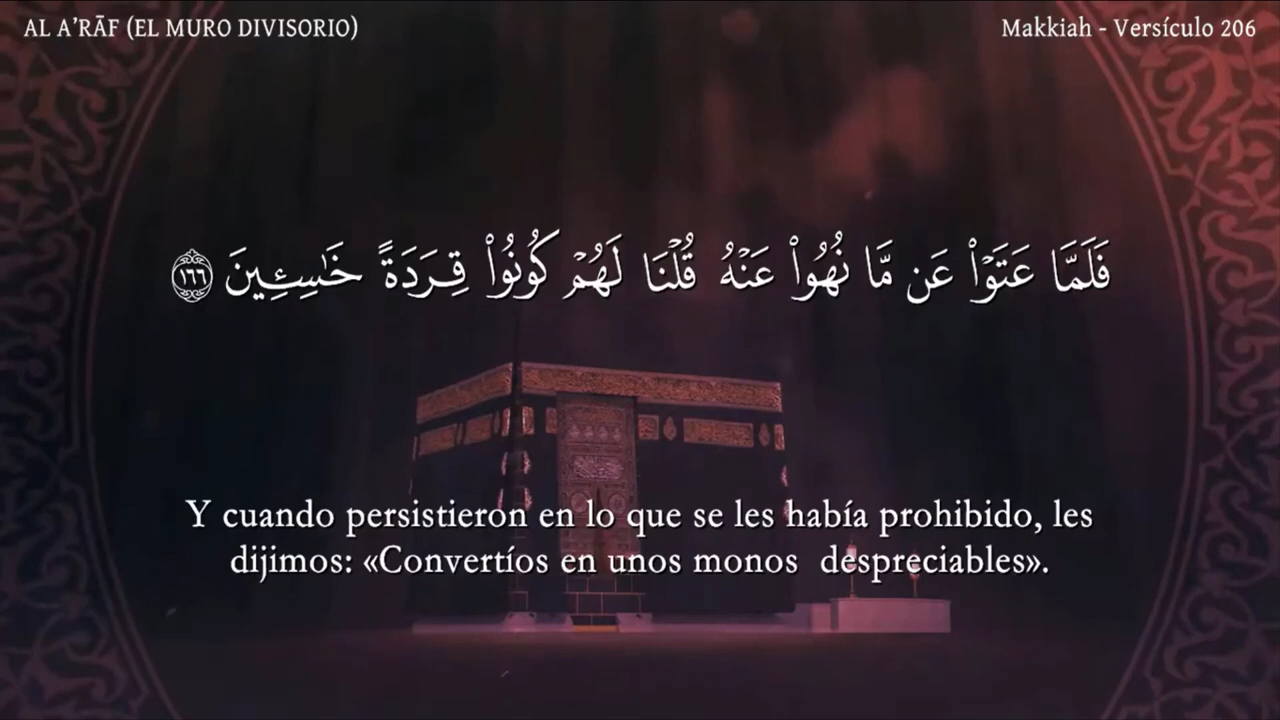 AL A’RĀF (EL MURO DIVISORIO)
Makkiah - Versículo 206
فَلَمَّا عَتَوْا۟ عَن مَّا نُهُوا۟ عَنْهُ قُلْنَا لَهُمْ كُونُوا۟ قِرَدَةً خَـٰسِـِٔينَ ١٦٦
Y cuando persistieron en lo que se les había prohibido, les
dijimos: «Convertíos en unos monos despreciables».